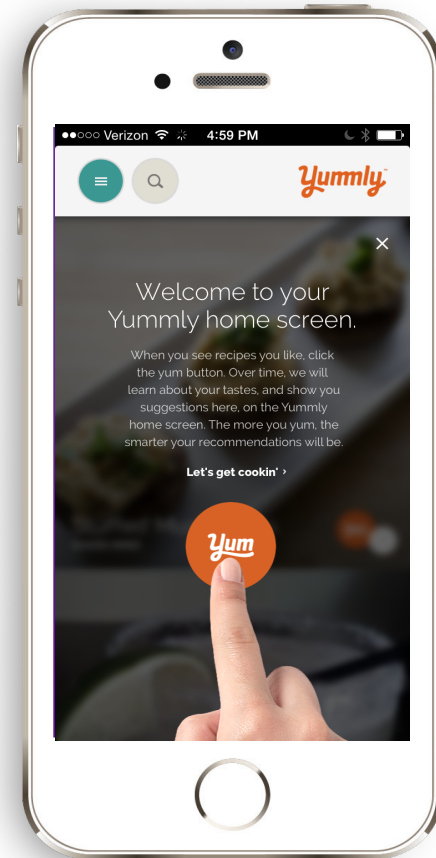 Verizon 4:59 PM
Yummly™
Welcome to your
Yummly home screen.
When you see recipes you like, click
the yum button. Over time, we will
learn about your tastes, and show you
suggestions here, on the Yummly
home screen. The more you yum, the
smarter your recommendations will be.
Let's get cookin' ›
Yum